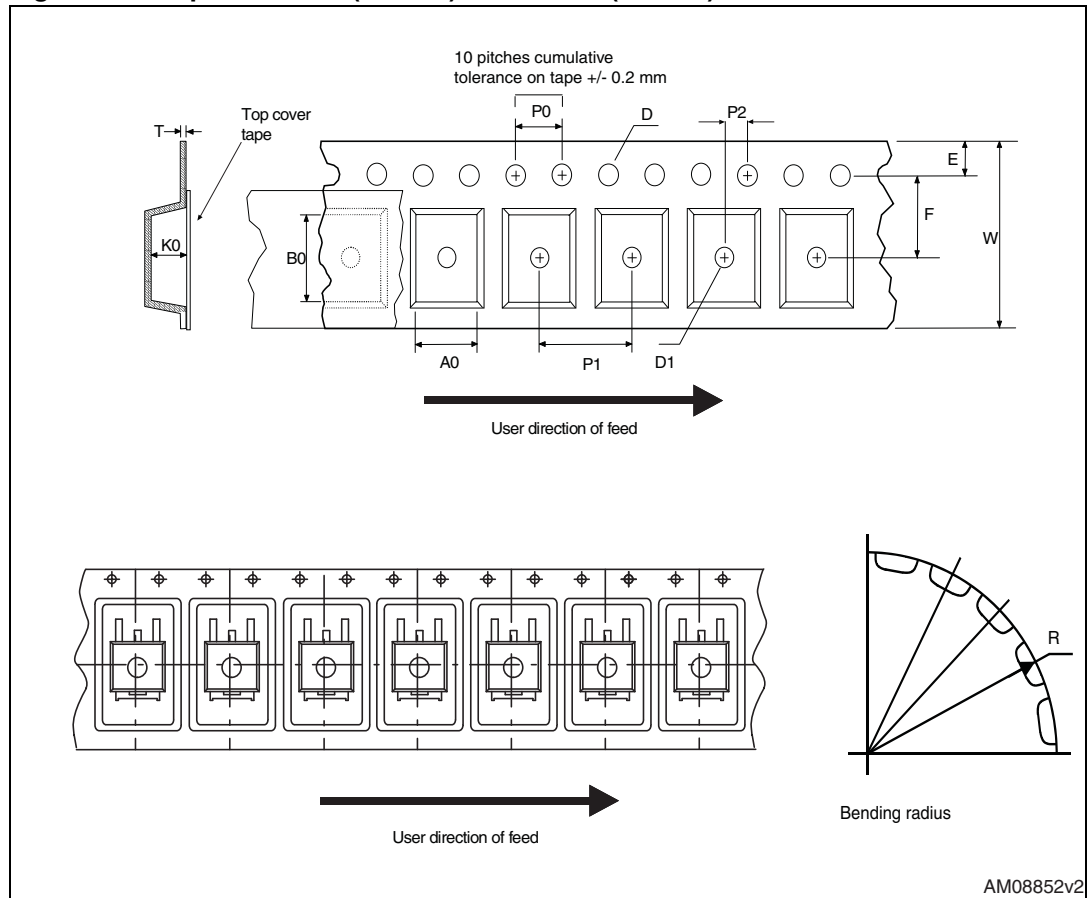 10 pitches cumulative
tolerance on tape +/- 0.2 mm
P0
D
P2
T
Top cover
tape
E
F
W
K0
B0
A0
P1
D1
User direction of feed
R
Bending radius
User direction of feed
AM08852v2